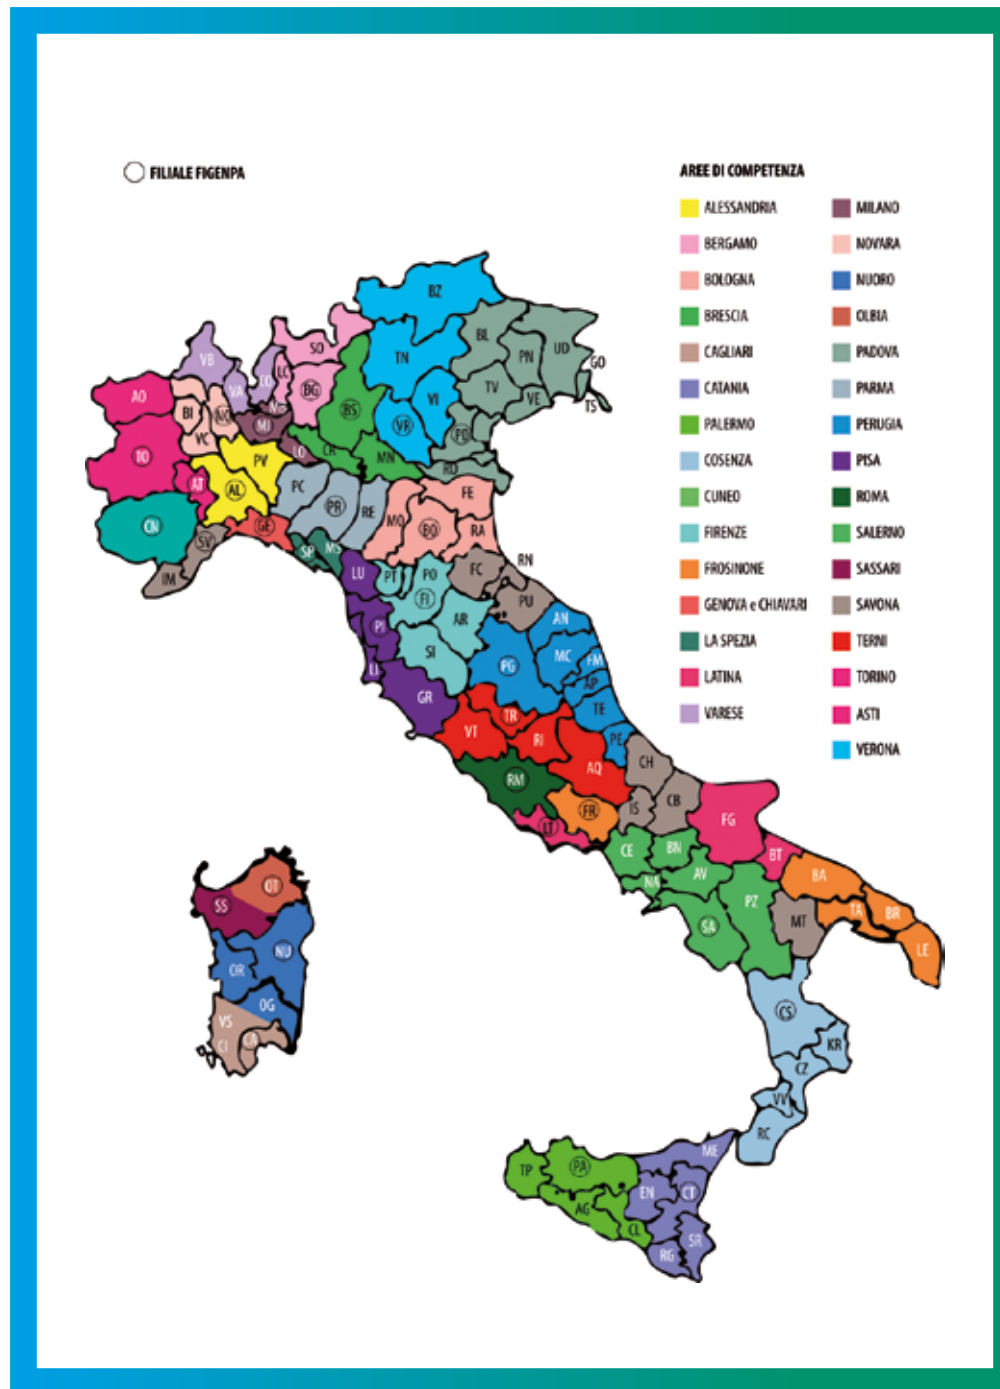 FILIALE FIGENPA
AREE DI COMPETENZA
ALESSANDRIA
BERGAMO
BOLOGNA
BRESCIA
CAGLIARI
CATANIA
PALERMO
COSENZA
CUNEO
FIRENZE
FROSINONE
GENOVA e CHIAVARI
LA SPEZIA
LATINA
VARESE
MILANO
NOVARA
NUORO
OLBIA
PADOVA
PARMA
PERUGIA
PISA
ROMA
SALERNO
SASSARI
SAVONA
TERNI
TORINO
ASTI
VERONA
BZ
SO
BL
UD
VB
TN
PN
GO
LC
CO
BG
TV
VA
AO
VI
VE
TS
BI
NO
BS
MI
VR
VC
LO
CR
MN
TO
PV
RO
AT
AL
PC
PR
RE
MO
FE
CN
GE
BO
RA
SV
SP
MS
RN
IM
LU
PT
PO
FC
FI
PU
PI
AR
AN
SI
LI
PG
MC
FM
GR
AP
TE
VT
TR
RI
PE
AQ
CH
RM
IS
CB
FR
LT
FG
CE
BN
BT
NA
AV
BA
OT
SS
PZ
TA
BR
SA
MT
NU
LE
OR
OG
CS
VS
CI
CA
KR
CZ
VV
RC
ME
TP
PA
EN
CT
AG
CL
SR
RG